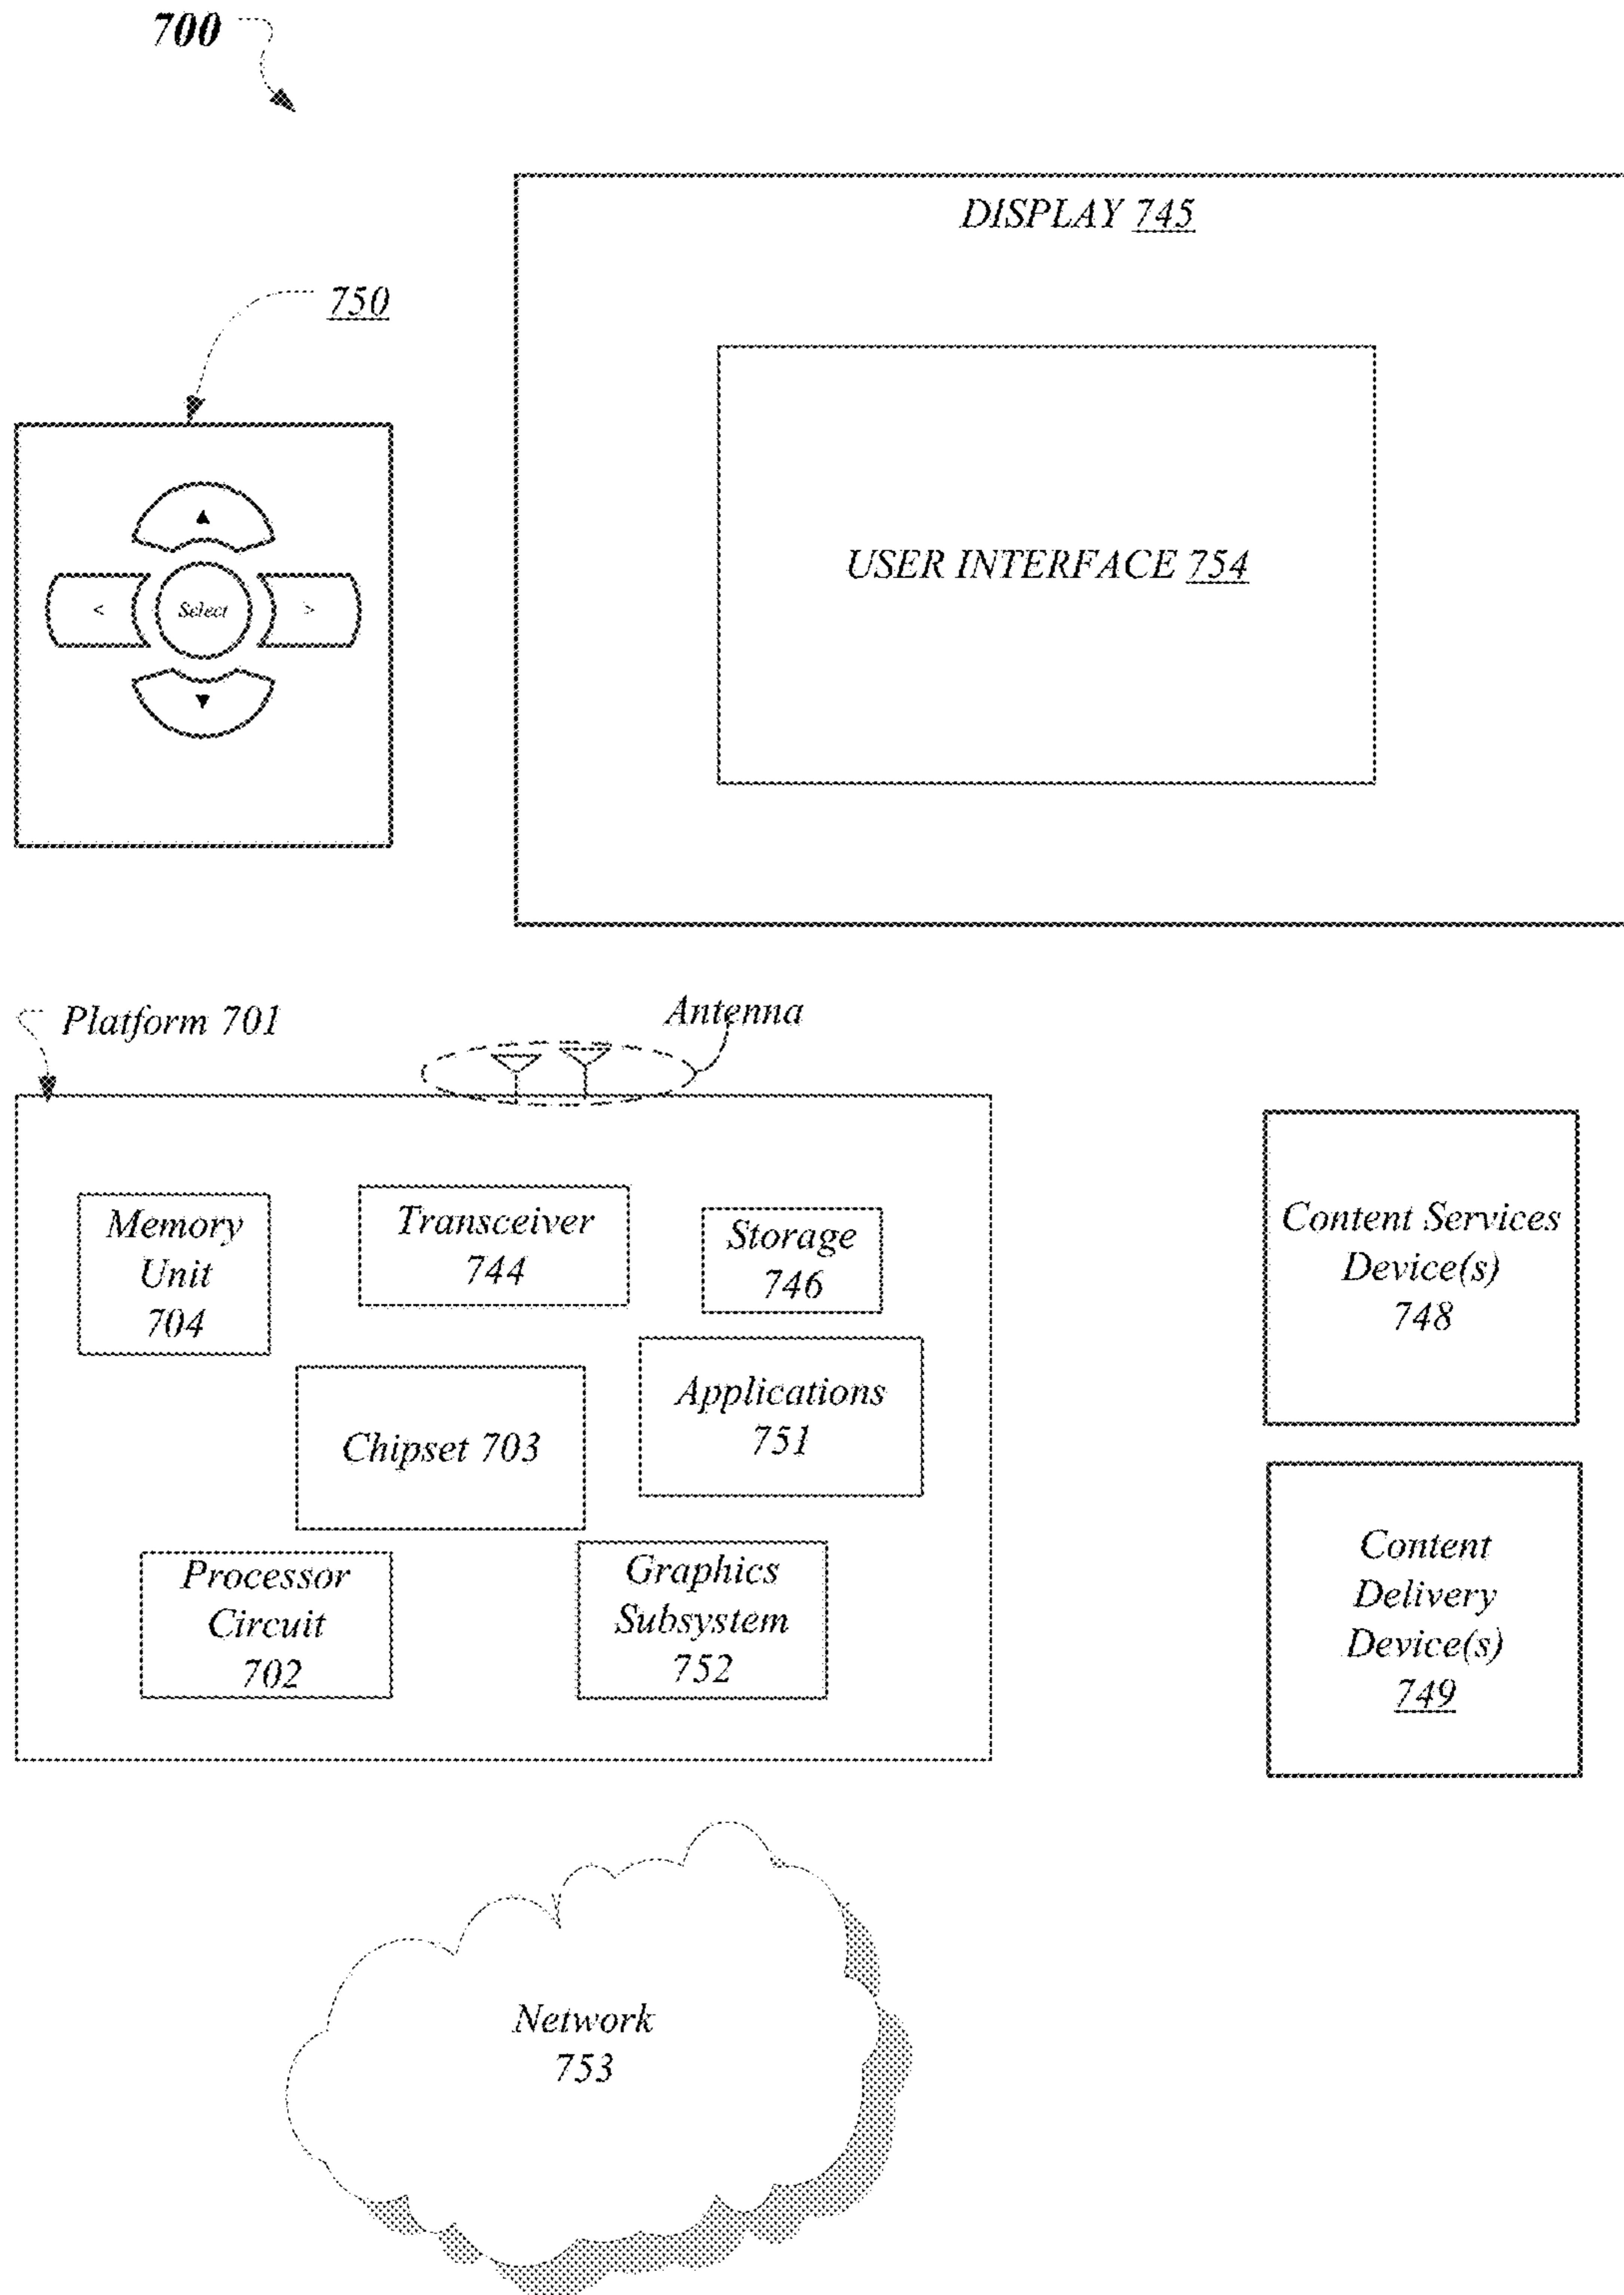 700
DISPLAY 745
750
USER INTERFACE 754
<
Select
>
Platform 701
Antenna
Memory
Unit
704
Transceiver
744
Storage
746
Chipset 703
Applications
751
Processor
Circuit
702
Graphics
Subsystem
752
Content Services
Device(s)
748
Content
Delivery
Device(s)
749
Network
753